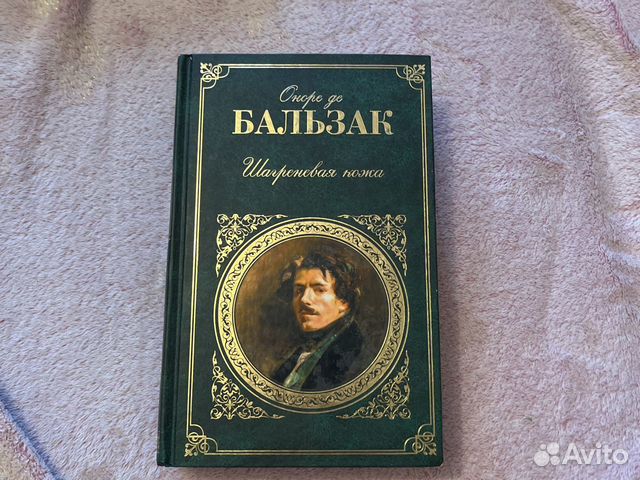 Оноре де
БАЛЬЗАК
Шагреневая кожа
Avito